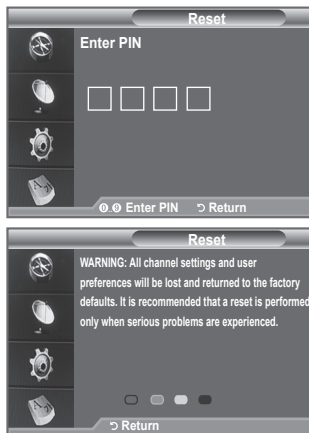 Reset
Enter PIN
0..9 Enter PIN ↶ Return
Reset
WARNING: All channel settings and user
preferences will be lost and returned to the factory
defaults. It is recommended that a reset is performed
only when serious problems are experienced.
↶ Return